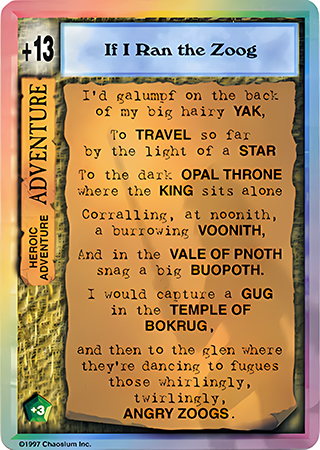 +13
If I Ran the Zoog
HEROIC
ADVENTURE
ADVENTURE
I'd galumpf on the back
of my big hairy YAK,
To TRAVEL so far
by the light of a STAR
To the dark OPAL THRONE
where the KING sits alone
Corralling, at noonith,
a burrowing VOONITH,
And in the VALE OF PNOTH
snag a big BUOPOTH.
I would capture a GUG
in the TEMPLE OF
BOKRUG,
and then to the glen where
they're dancing to fugues
those whirlingly,
twirlingly,
ANGRY ZOOGS.
+3
©1997 Chaosium Inc.